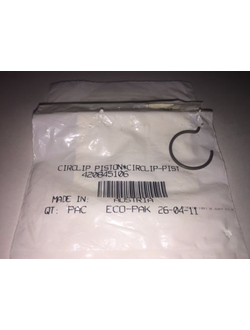 CIRCLIP PISTON*CIRCLIP-PIST
420845106
MADE IN: AUSTRIA
QT: PAC ECO-PAK 26-04-11